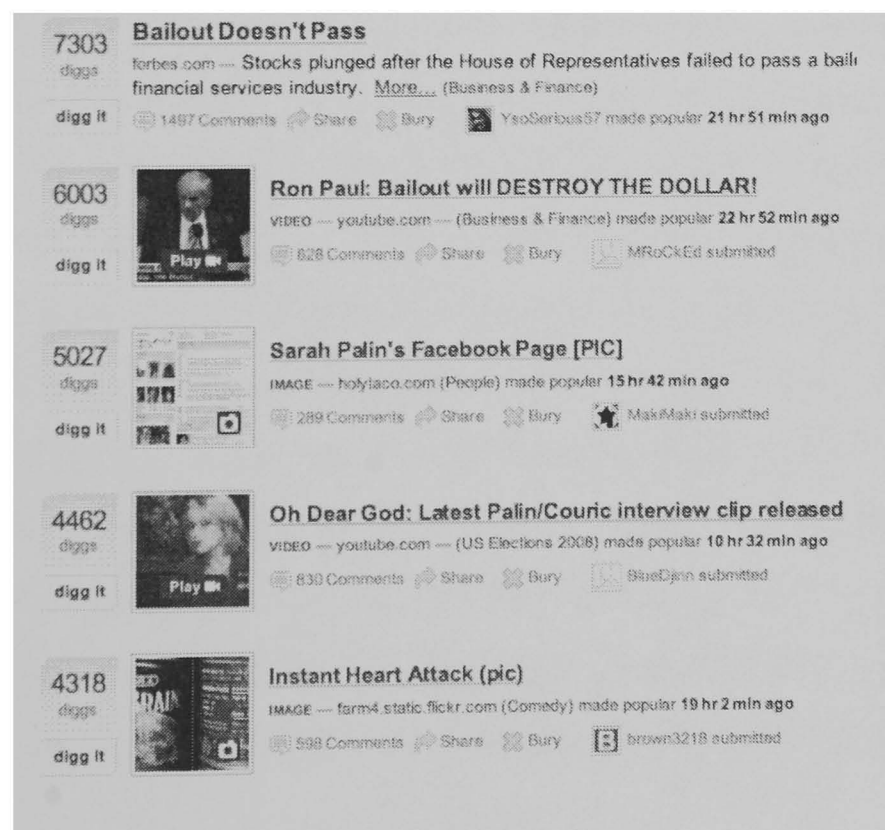 7303
diggs
digg it
Bailout Doesn't Pass
forbes.com — Stocks plunged after the House of Representatives failed to pass a
financial services industry. More... (Business & Finance)
1497 Comments Share Bury YsoSerious57 made popular 21 hr 51 min ago
6003
diggs
digg it
Play
Ron Paul: Bailout will DESTROY THE DOLLAR!
VIDEO — youtube.com — (Business & Finance) made popular 22 hr 52 min ago
828 Comments Share Bury MRoCkEd submitted
5027
diggs
digg it
Sarah Palin's Facebook Page [PIC]
IMAGE — holytaco.com (People) made popular 15 hr 42 min ago
289 Comments Share Bury MakiMaki submitted
4462
diggs
digg it
Play
Oh Dear God: Latest Palin/Couric interview clip released
VIDEO — youtube.com — (US Elections 2008) made popular 10 hr 32 min ago
830 Comments Share Bury BlueDjinn submitted
4318
diggs
digg it
Instant Heart Attack (pic)
IMAGE — farm4.static.flickr.com (Comedy) made popular 19 hr 2 min ago
598 Comments Share Bury B brown3218 submitted